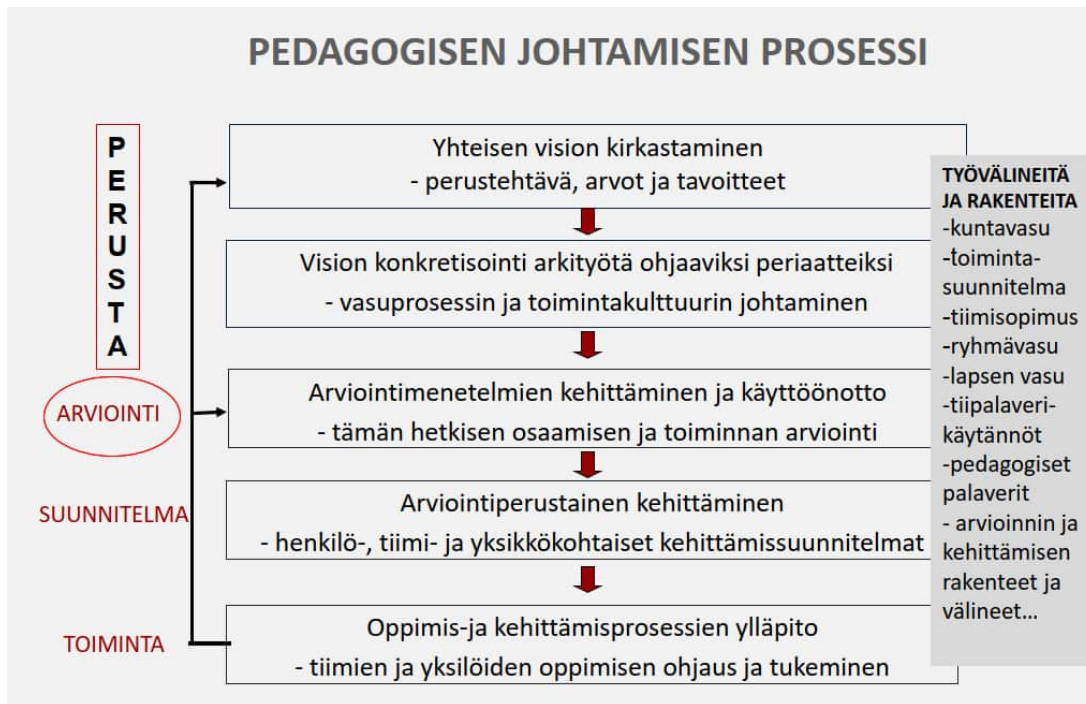 PEDAGOGISEN JOHTAMISEN PROSESSI
PERUSTA
Yhteisen vision kirkastaminen
- perustehtävä, arvot ja tavoitteet
Vision konkretisointi arkityötä ohjaaviksi periaatteiksi
- vasuprosessin ja toimintakulttuurin johtaminen
ARVIOINTI
Arviointimenetelmien kehittäminen ja käyttöönotto
- tämän hetkisen osaamisen ja toiminnan arviointi
SUUNNITELMA
Arviointiperustainen kehittäminen
- henkilö-, tiimi- ja yksikkökohtaiset kehittämissuunnitelmat
TOIMINTA
Oppimis-ja kehittämisprosessien ylläpito
- tiimien ja yksilöiden oppimisen ohjaus ja tukeminen
TYÖVÄLINEITÄ
JA RAKENTEITA
-kuntavasu
-toiminta-
suunnitelma
-tiimisopimus
-ryhmävasu
-lapsen vasu
-tiipalaveri-
käytännöt
-pedagogiset
palaverit
- arvioinnin ja
kehittämisen
rakenteet ja
välineet...